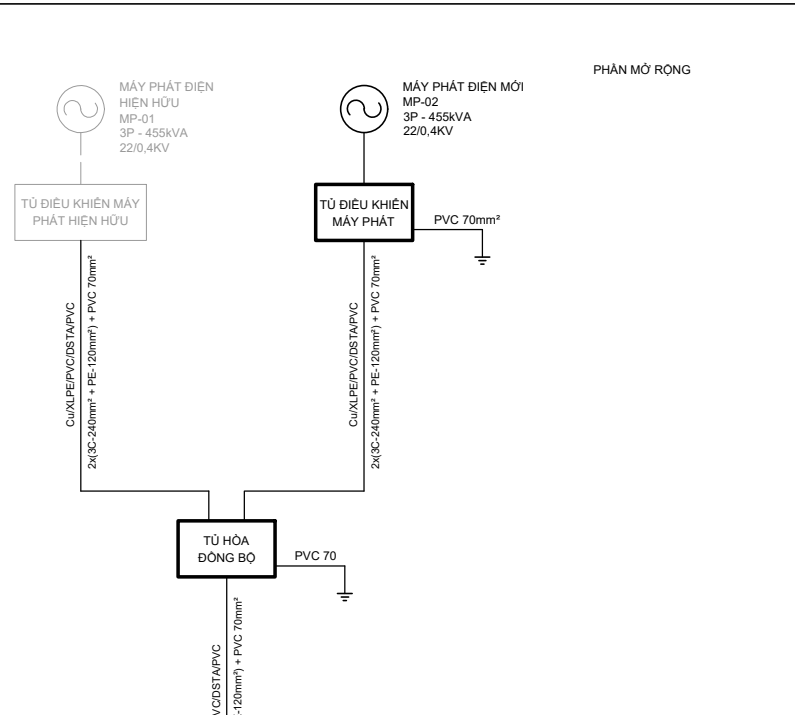 PHẦN MỞ RỘNG
MÁY PHÁT ĐIỆN
HIỆN HỮU
MP-01
3P - 455kVA
22/0,4KV
MÁY PHÁT ĐIỆN MỚI
MP-02
3P - 455kVA
22/0,4KV
TỦ ĐIỀU KHIỂN MÁY
PHÁT HIỆN HỮU
TỦ ĐIỀU KHIỂN
MÁY PHÁT
PVC 70mm²
Cu/XLPE/PVC/DSTA/PVC
2x(3C-240mm² + PE-120mm²) + PVC 70mm²
Cu/XLPE/PVC/DSTA/PVC
2x(3C-240mm² + PE-120mm²) + PVC 70mm²
TỦ HÒA
ĐỒNG BỘ
PVC 70
VC/DSTA/PVC
-120mm²) + PVC 70mm²